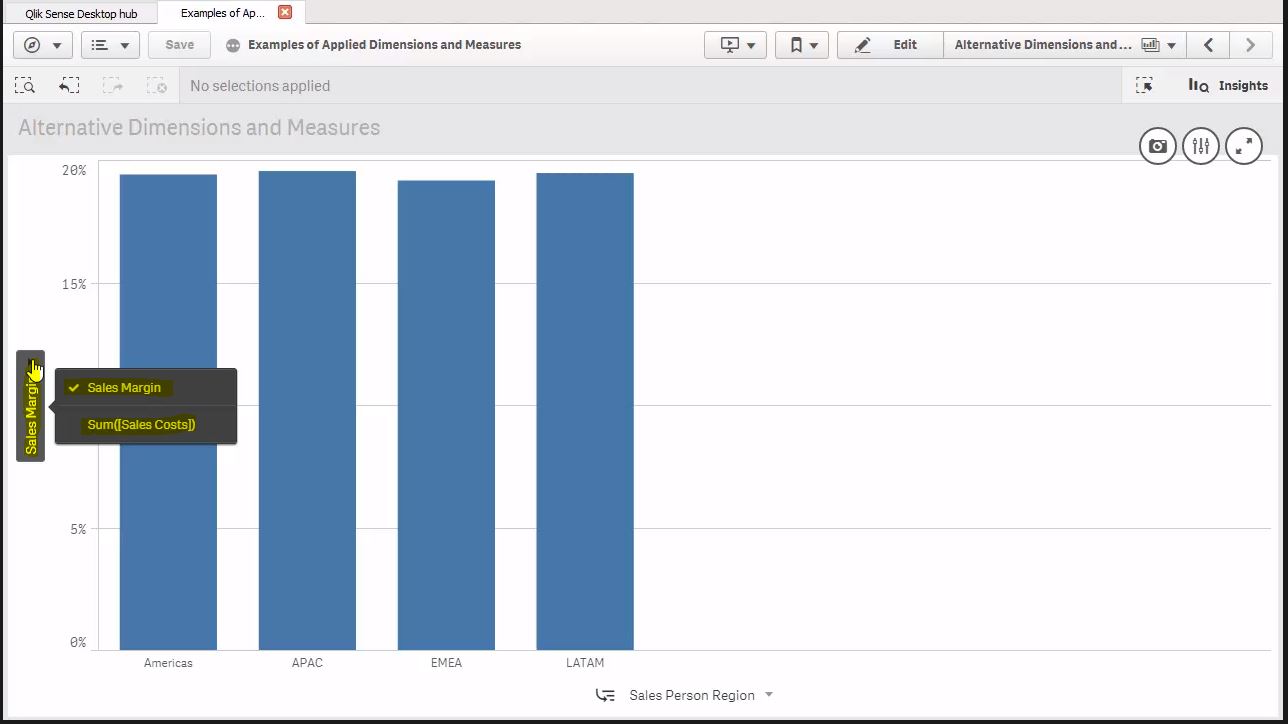 Qlik Sense Desktop hub
Examples of Ap...
Save
Examples of Applied Dimensions and Measures
Edit
Alternative Dimensions and ...
No selections applied
Insights
Alternative Dimensions and Measures
20%
15%
5%
0%
Sales Margin
Sales Margin
Sum([Sales Costs])
Americas
APAC
EMEA
LATAM
Sales Person Region